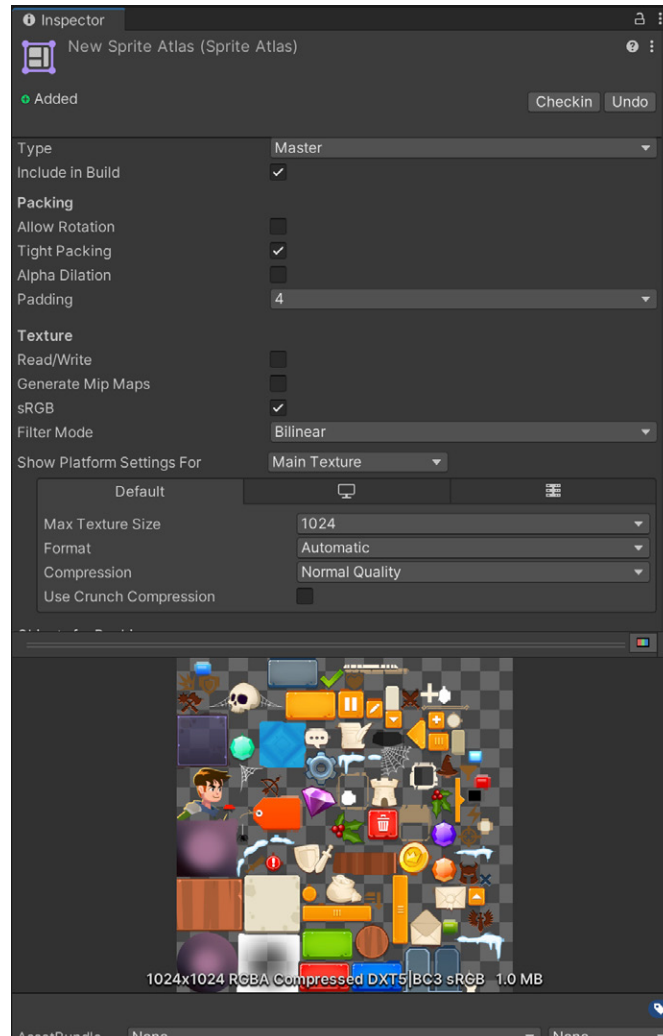 Inspector
New Sprite Atlas (Sprite Atlas)
Added
Checkin Undo
Type Master
Include in Build
Packing
Allow Rotation
Tight Packing
Alpha Dilation
Padding 4
Texture
Read/Write
Generate Mip Maps
sRGB
Filter Mode Bilinear
Show Platform Settings For Main Texture
Default
Max Texture Size 1024
Format Automatic
Compression Normal Quality
Use Crunch Compression
1024x1024 RGBA Compressed DXT5|BC3 sRGB 1.0 MB
AssetBundle None None